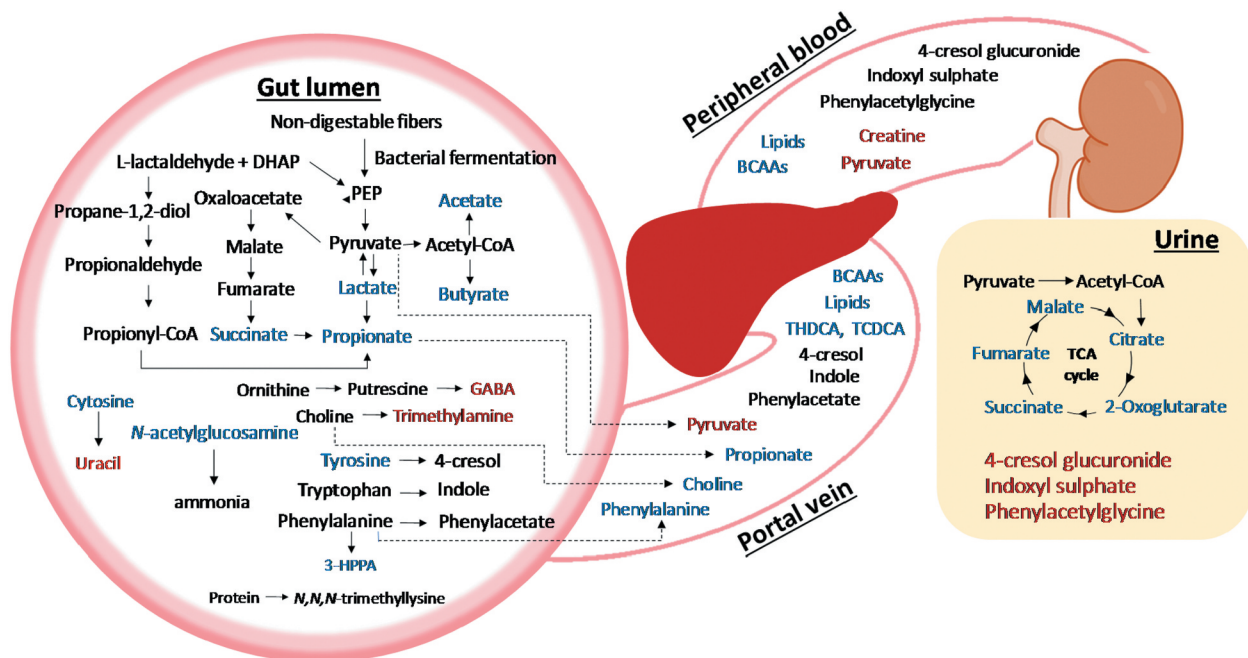 Gut lumen
Non-digestable fibers
Bacterial fermentation
L-lactaldehyde + DHAP
PEP
Propane-1,2-diol
Oxaloacetate
Acetate
Malate
Pyruvate
Acetyl-CoA
Propionaldehyde
Fumarate
Lactate
Butyrate
Propionyl-CoA
Succinate
Propionate
Ornithine
Putrescine
GABA
Cytosine
Choline
Trimethylamine
N-acetylglucosamine
Uracil
Tyrosine
4-cresol
ammonia
Tryptophan
Indole
Phenylalanine
Phenylacetate
3-HPPA
Protein
N,N,N-trimethyllysine
Peripheral blood
4-cresol glucuronide
Indoxyl sulphate
Phenylacetylglycine
Lipids
Creatine
BCAAs
Pyruvate
BCAAs
Lipids
THDCA, TCDCA
4-cresol
Indole
Phenylacetate
Pyruvate
Propionate
Choline
Phenylalanine
Portal vein
Urine
Pyruvate
Acetyl-CoA
Malate
Citrate
Fumarate
TCA
cycle
Succinate
2-Oxoglutarate
4-cresol glucuronide
Indoxyl sulphate
Phenylacetylglycine